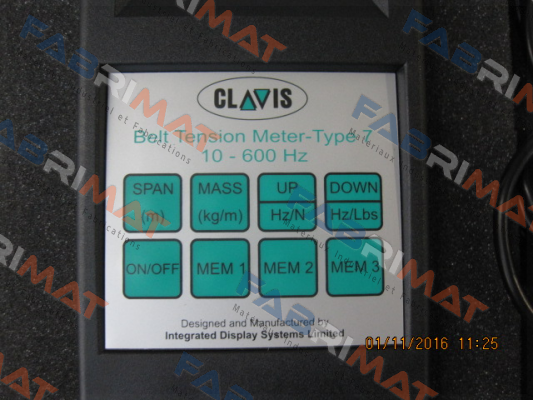 CLAVIS
Belt Tension Meter-Type 7
10 - 600 Hz
SPAN MASS UP DOWN
(m) (kg/m) Hz/N Hz/Lbs
ON/OFF MEM 1 MEM 2 MEM 3
Designed and Manufactured by
Integrated Display Systems Limited
01/11/2016 11:25
FABRIMAT
FABRIMAT
FABRIMAT
FABRIMAT